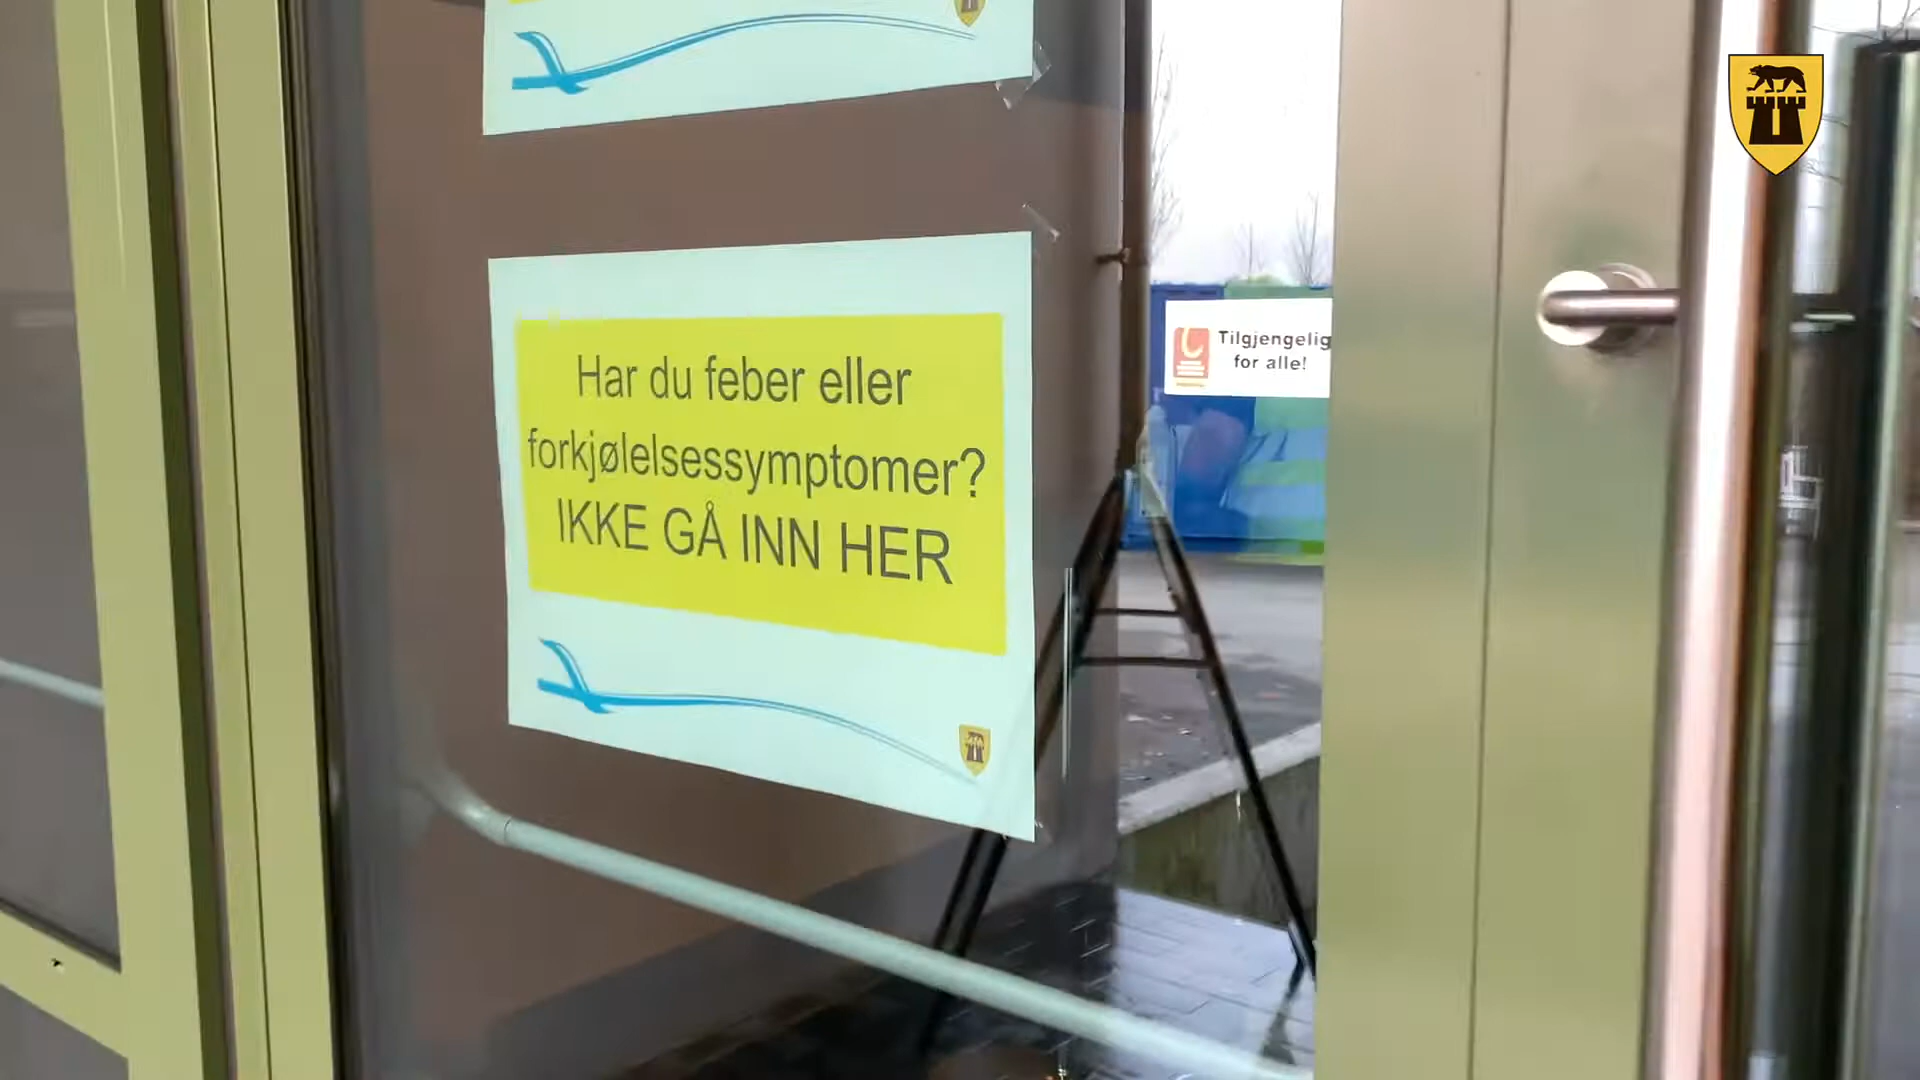 Har du feber eller
forkjølelsessymptomer?
IKKE GÅ INN HER
Tilgjengelig
for alle!